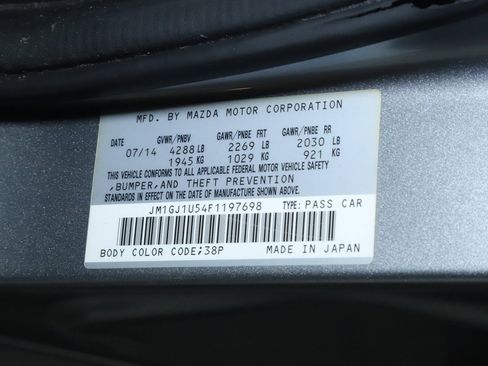 MFD. BY MAZDA MOTOR CORPORATION
DATE GVWR/PNBV GAWR/PNBE FRT GAWR/PNBE RR
07/14 4288 LB 2269 LB 2030 LB
1945 KG 1029 KG 921 KG
THIS VEHICLE CONFORMS TO ALL APPLICABLE FEDERAL MOTOR VEHICLE SAFETY
,BUMPER,AND THEFT PREVENTION
STANDARDS IN EFFECT ON THE DATE OF MANUFACTURE SHOWN ABOVE.
JM1GJ1U54F1197698 TYPE: PASS CAR
BODY COLOR CODE;38P MADE IN JAPAN